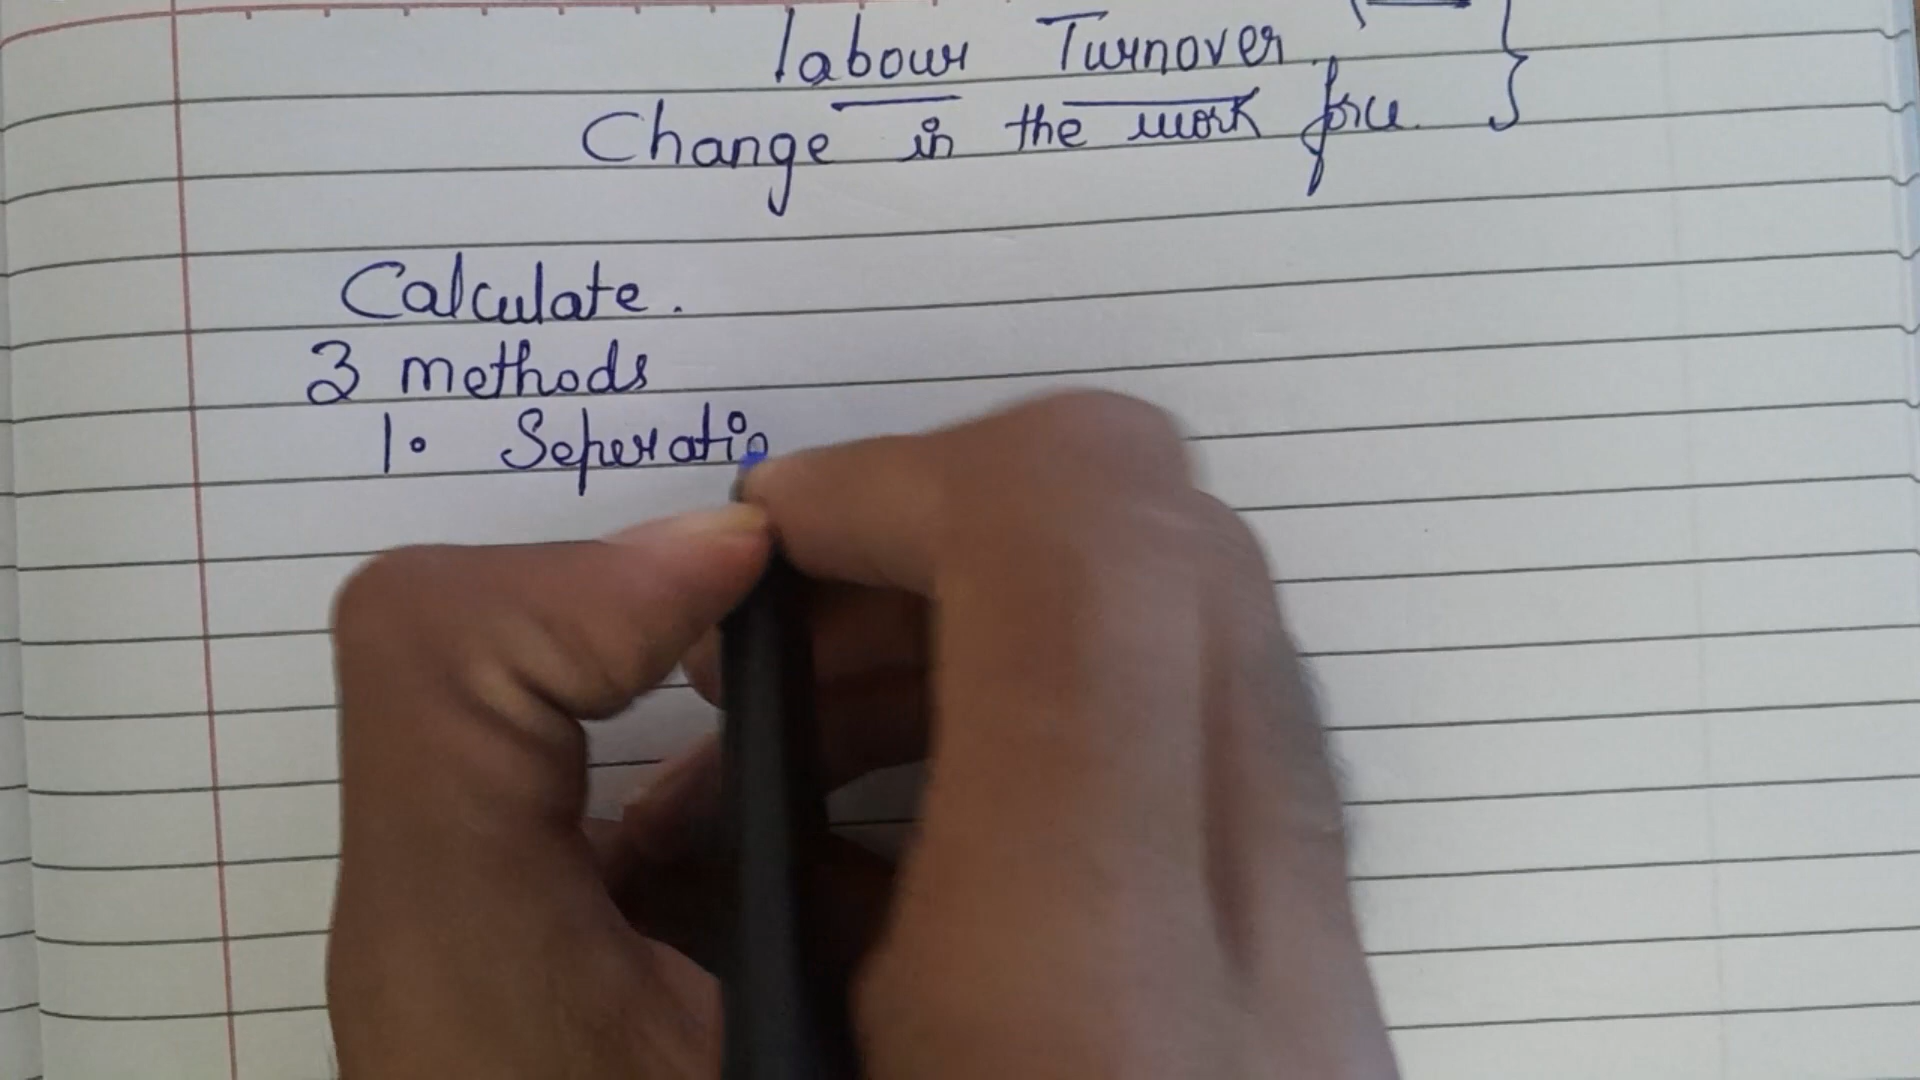 labour Turnover
Change in the work force.
Calculate.
3 methods
1. Seperatio